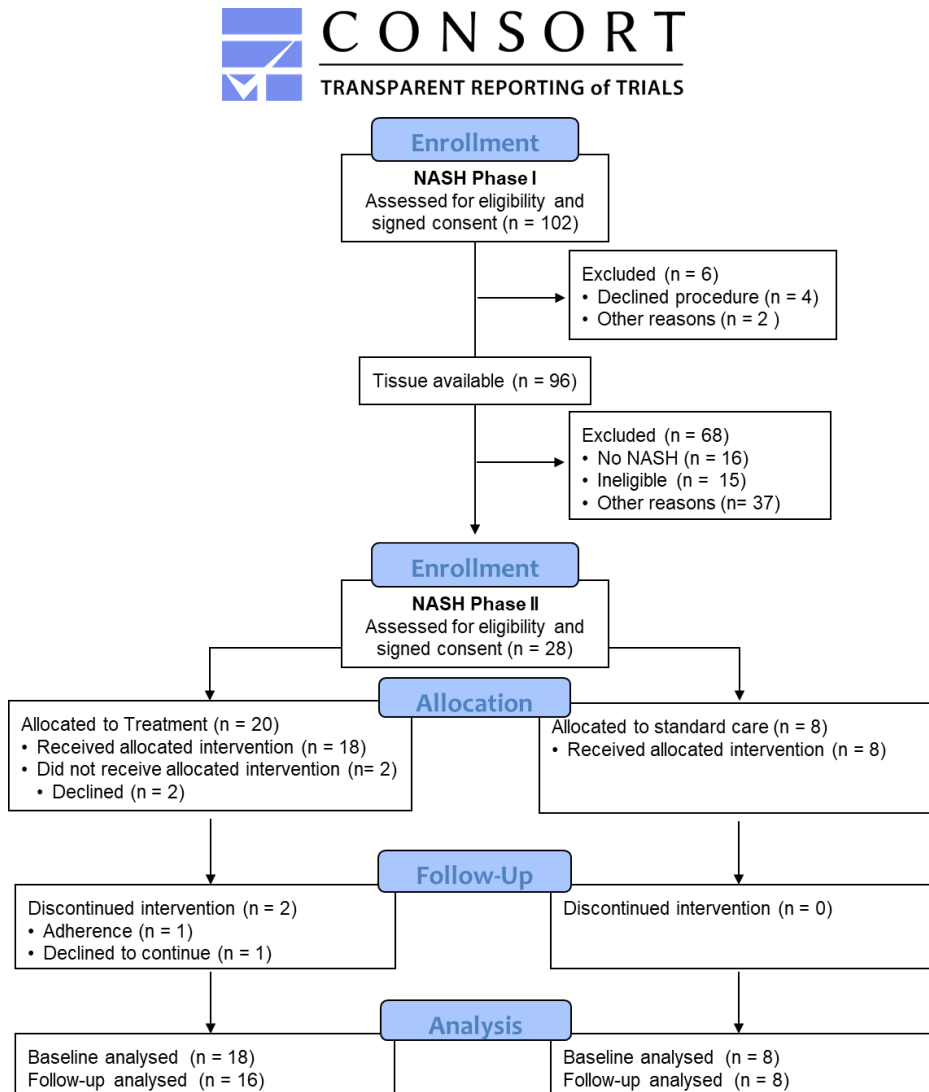 CONSORT
TRANSPARENT REPORTING of TRIALS
Enrollment
NASH Phase I
Assessed for eligibility and
signed consent (n = 102)
Excluded (n = 6)
• Declined procedure (n = 4)
• Other reasons (n = 2 )
Tissue available (n = 96)
Excluded (n = 68)
• No NASH (n = 16)
• Ineligible (n = 15)
• Other reasons (n= 37)
Enrollment
NASH Phase II
Assessed for eligibility and
signed consent (n = 28)
Allocation
Allocated to Treatment (n = 20)
• Received allocated intervention (n = 18)
• Did not receive allocated intervention (n= 2)
• Declined (n = 2)
Allocated to standard care (n = 8)
• Received allocated intervention (n = 8)
Follow-Up
Discontinued intervention (n = 2)
• Adherence (n = 1)
• Declined to continue (n = 1)
Discontinued intervention (n = 0)
Analysis
Baseline analysed (n = 18)
Follow-up analysed (n = 16)
Baseline analysed (n = 8)
Follow-up analysed (n = 8)